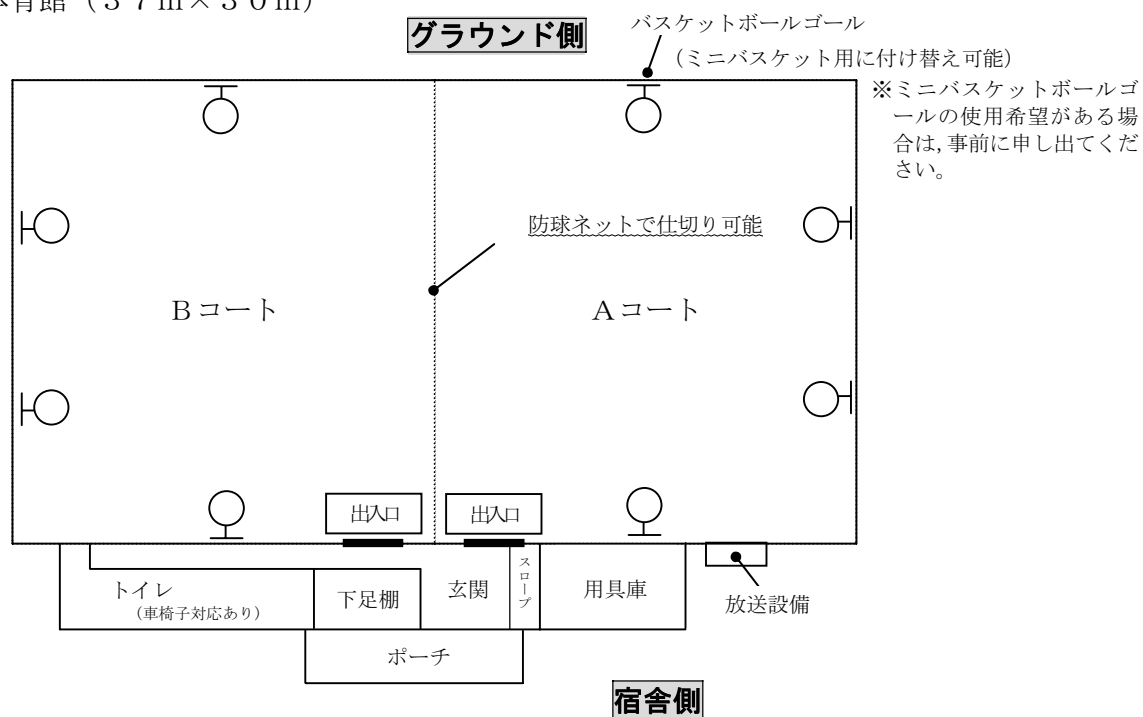 体育館（３７ｍ×３０ｍ）
グラウンド側
バスケットボールゴール
（ミニバスケット用に付け替え可能）
※ミニバスケットボールゴ
ールの使用希望がある場
合は,事前に申し出てくだ
さい。
防球ネットで仕切り可能
Ｂコート
Ａコート
出入口
出入口
トイレ
（車椅子対応あり）
下足棚
玄関
スロープ
用具庫
放送設備
ポーチ
宿舎側